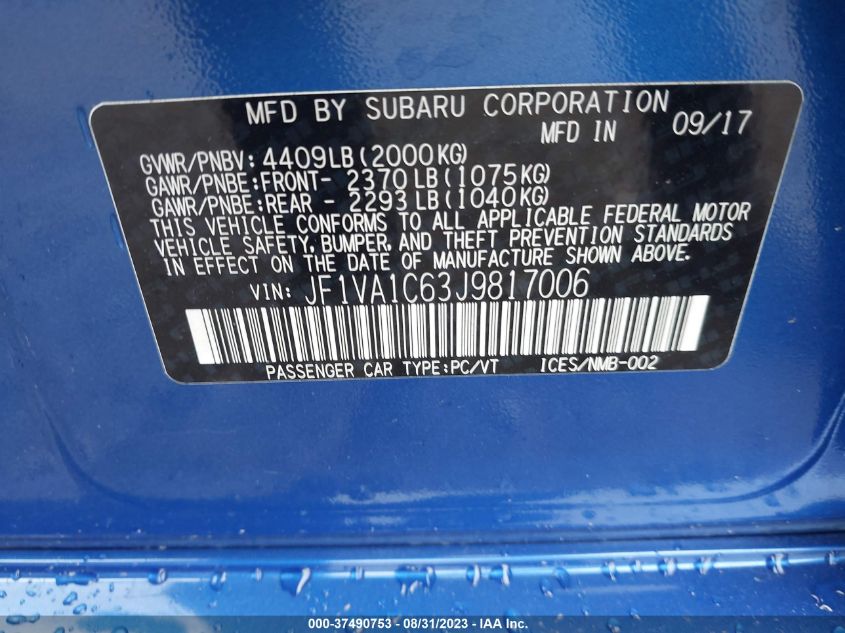 MFD BY SUBARU CORPORATION
MFD IN 09/17
GVWR/PNBV: 4409LB(2000KG)
GAWR/PNBE:FRONT- 2370LB(1075KG)
GAWR/PNBE:REAR - 2293LB(1040KG)
THIS VEHICLE CONFORMS TO ALL APPLICABLE FEDERAL MOTOR
VEHICLE SAFETY, BUMPER, AND THEFT PREVENTION STANDARDS
IN EFFECT ON THE DATE OF MANUFACTURE SHOWN ABOVE.
VIN: JF1VA1C63J9817006
PASSENGER CAR TYPE:PC/VT ICES/NMB-002
000-37490753 - 08/31/2023 - IAA Inc.